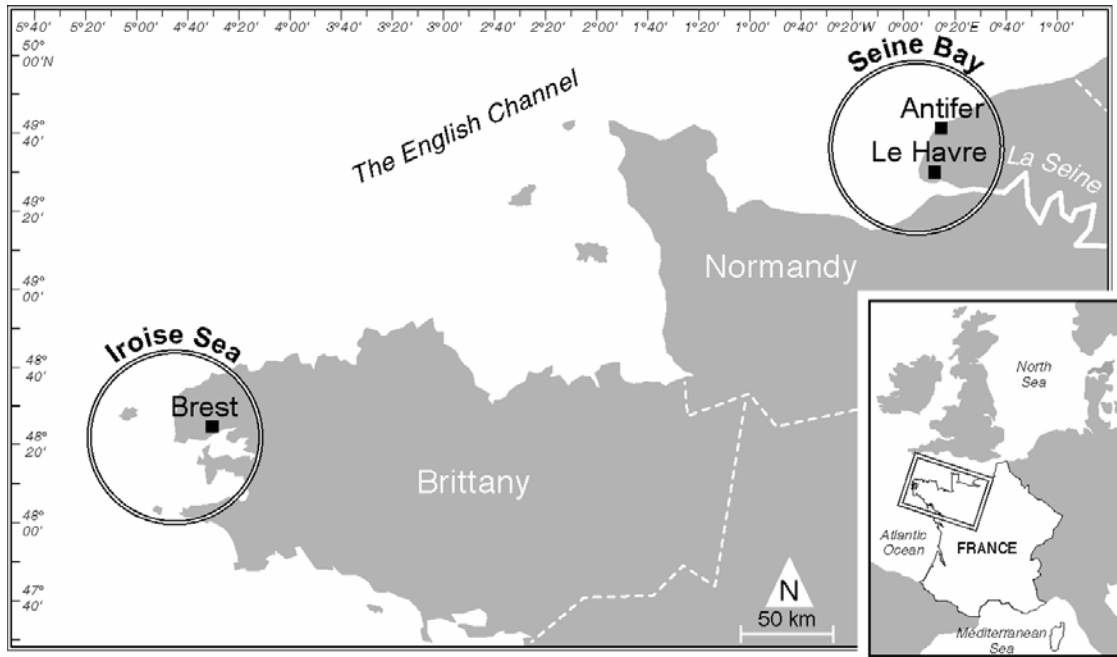 5°40' 5°20' 5°00' 4°40' 4°20' 4°00' 3°40' 3°20' 3°00' 2°40' 2°20' 2°00' 1°40' 1°20' 1°00' 0°40' 0°20'W 0°00' 0°20'E 0°40' 1°00'
50°
00'N
Seine Bay
The English Channel
Antifer
49°
40'
Le Havre
La Seine
49°
20'
Normandy
49°
00'
Iroise Sea
48°
40'
Brest
48°
20'
Brittany
48°
00'
47°
40'
N
50 km
North
Sea
Atlantic
Ocean
FRANCE
Mediterranean
Sea